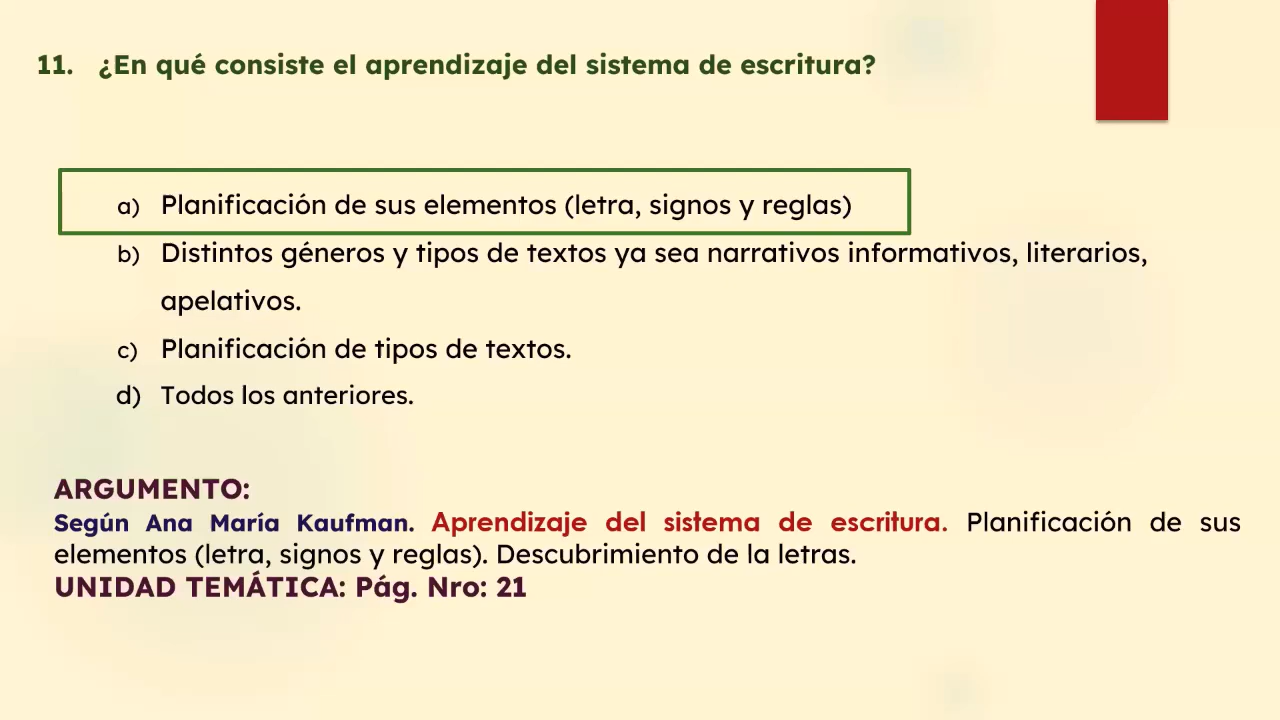 11. ¿En qué consiste el aprendizaje del sistema de escritura?
a) Planificación de sus elementos (letra, signos y reglas)
b) Distintos géneros y tipos de textos ya sea narrativos informativos, literarios,
apelativos.
c) Planificación de tipos de textos.
d) Todos los anteriores.
ARGUMENTO:
Según Ana María Kaufman. Aprendizaje del sistema de escritura. Planificación de sus
elementos (letra, signos y reglas). Descubrimiento de la letras.
UNIDAD TEMÁTICA: Pág. Nro: 21